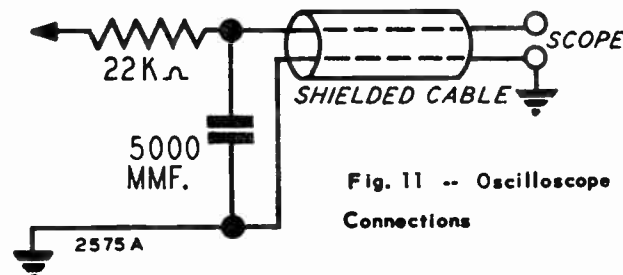 SCOPE
22KΩ
SHIELDED CABLE
5000
MMF.
Fig. 11 -- Oscilloscope
Connections
2575A